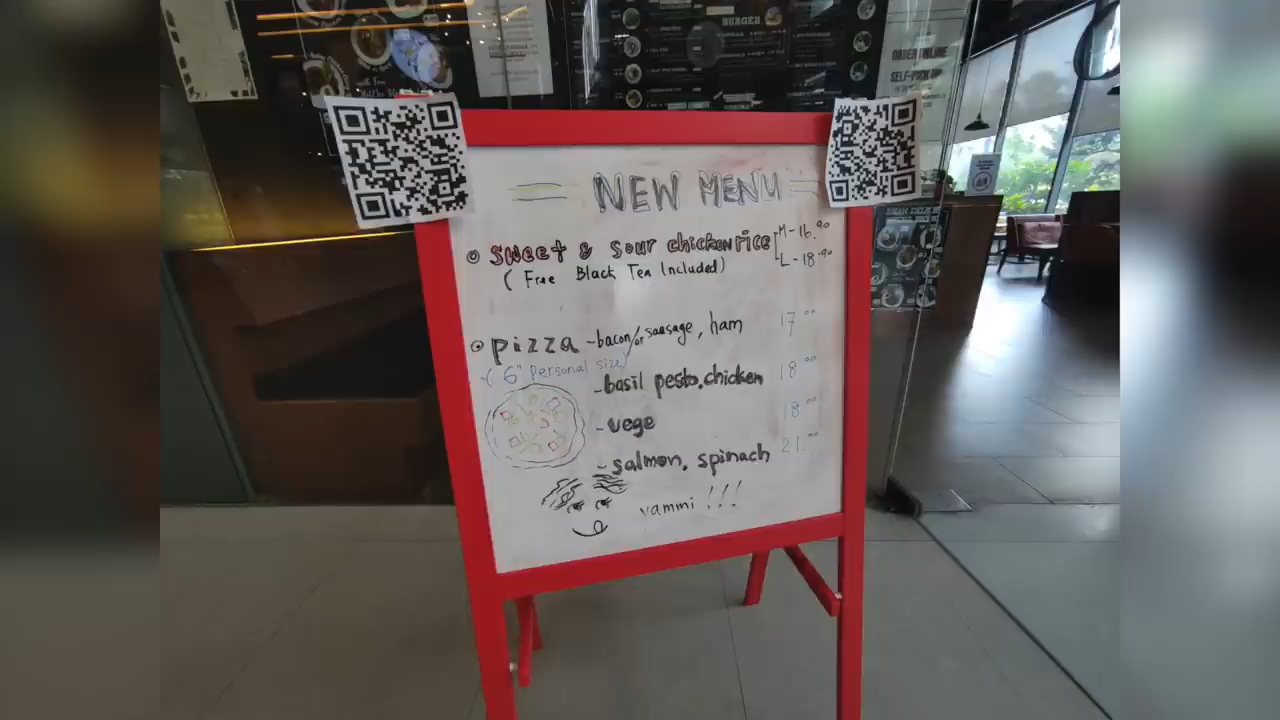 BURGER
ORDER ONLINE
SELF-PICK UP
NEW MENU
sweet & sour chicken rice
M - 16.90
L - 18.90
( Free Black Tea Included)
pizza - bacon/or sausage, ham 17.00
( 6" Personal size)
- basil pesto, chicken 18.00
- vege 18.00
- salmon, spinach 21.00
yammi !!!